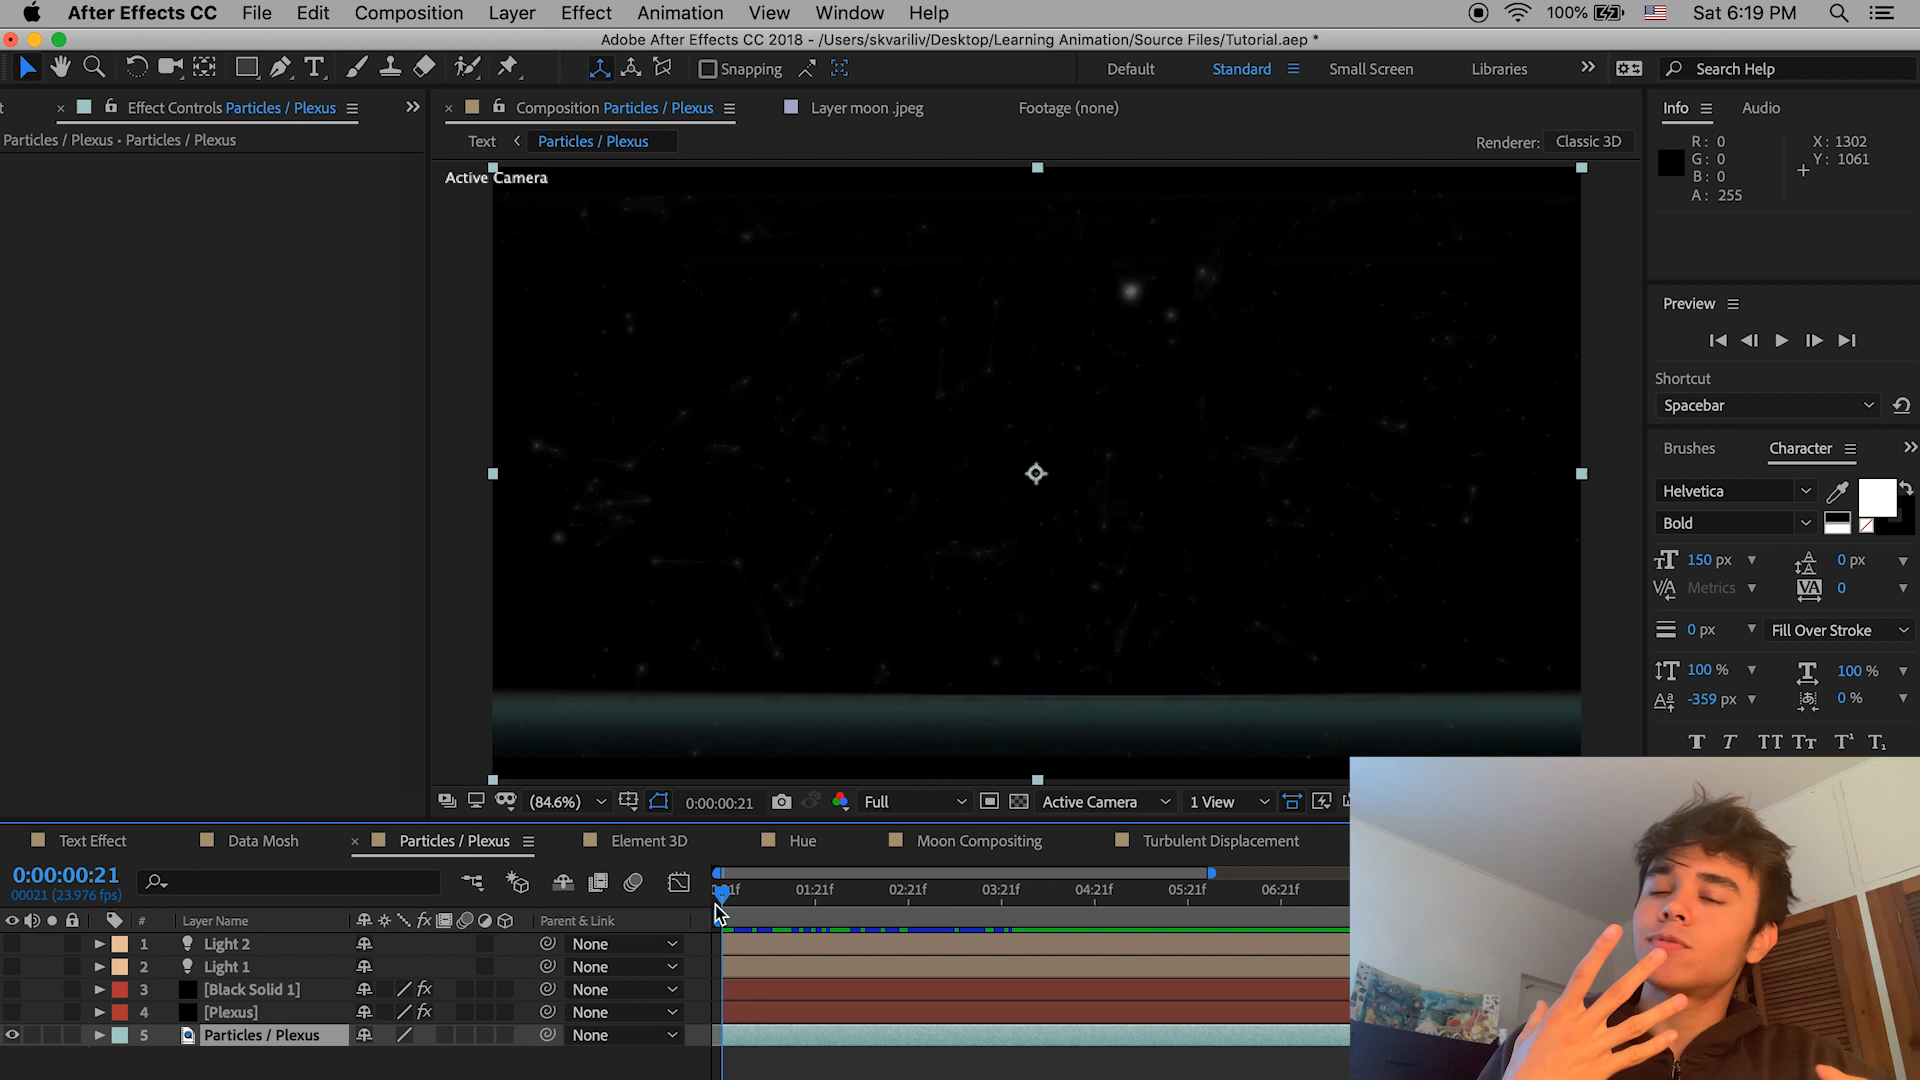 After Effects CC File Edit Composition Layer Effect Animation View Window Help 100% Sat 6:19 PM
Adobe After Effects CC 2018 - /Users/skvariliv/Desktop/Learning Animation/Source Files/Tutorial.aep *
Snapping Default Standard Small Screen Libraries Search Help
Effect Controls Particles / Plexus
Composition Particles / Plexus
Layer moon .jpeg
Footage (none)
Info Audio
Particles / Plexus • Particles / Plexus
Text Particles / Plexus
Renderer: Classic 3D
R: 0 X: 1302
G: 0 Y: 1061
B: 0
A: 255
Active Camera
Preview
Shortcut
Spacebar
Brushes Character
Helvetica
Bold
150 px 0 px
Metrics 0
0 px Fill Over Stroke
100 % 100 %
-359 px 0 %
T T TT Tт T¹ T₁
(84.6%) 0:00:00:21 Full Active Camera 1 View
Text Effect Data Mosh Particles / Plexus Element 3D Hue Moon Compositing Turbulent Displacement
0:00:00:21
00021 (23.976 fps)
01:21f 02:21f 03:21f 04:21f 05:21f 06:21f
# Layer Name Parent & Link
1 Light 2 None
2 Light 1 None
3 [Black Solid 1] None
4 [Plexus] None
5 Particles / Plexus None